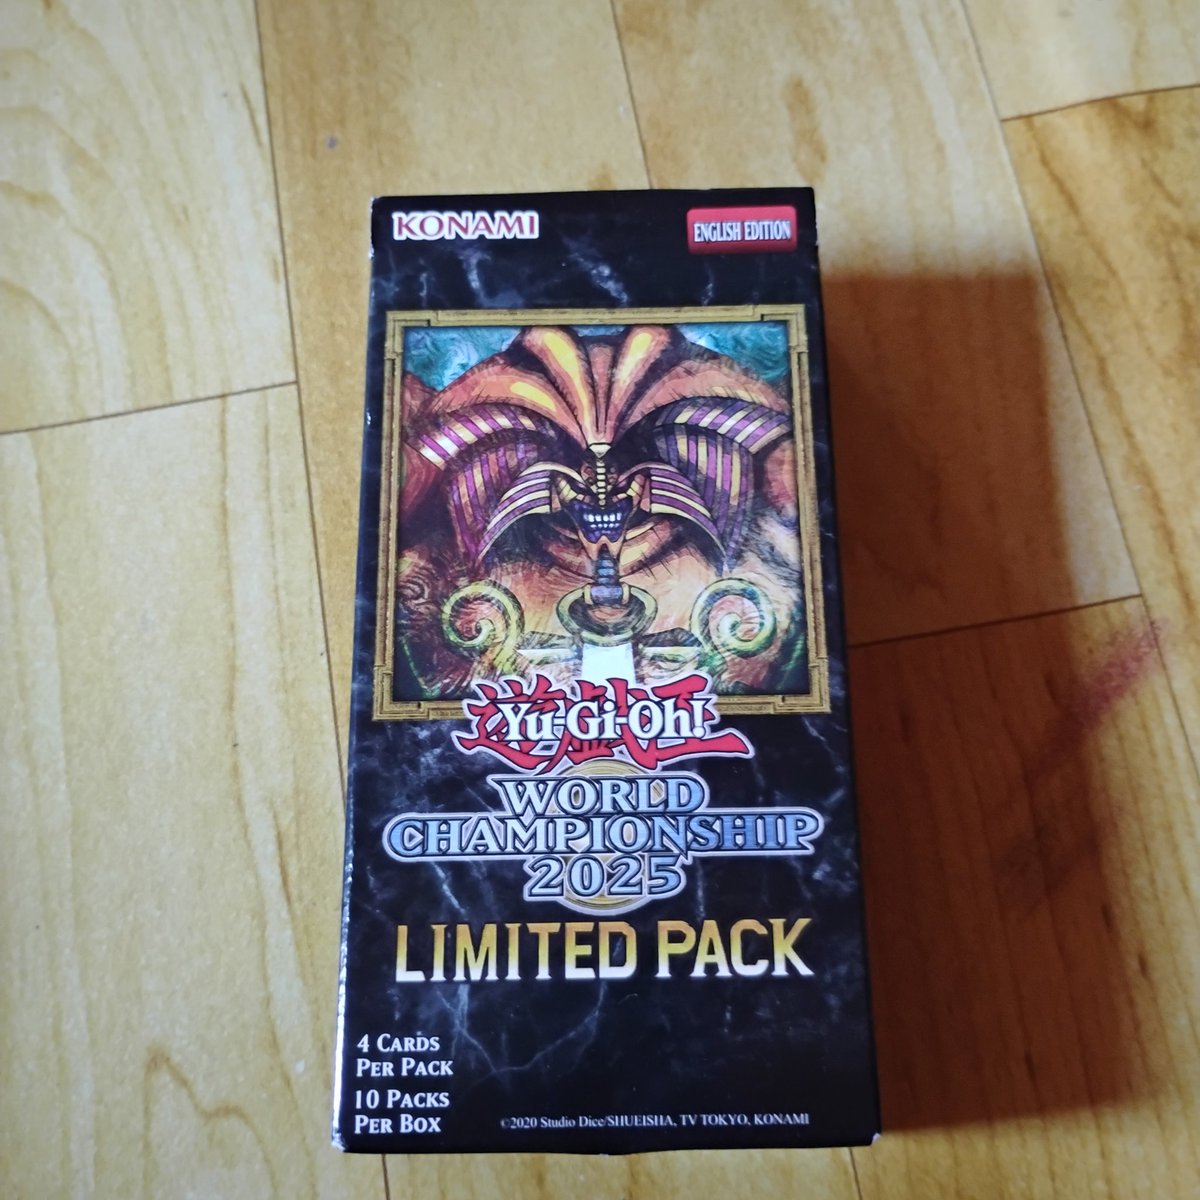 KONAMI
ENGLISH EDITION
遊戯王
Yu-Gi-Oh!
WORLD
CHAMPIONSHIP
2025
LIMITED PACK
4 CARDS
PER PACK
10 PACKS
PER BOX
©2020 Studio Dice/SHUEISHA, TV TOKYO, KONAMI